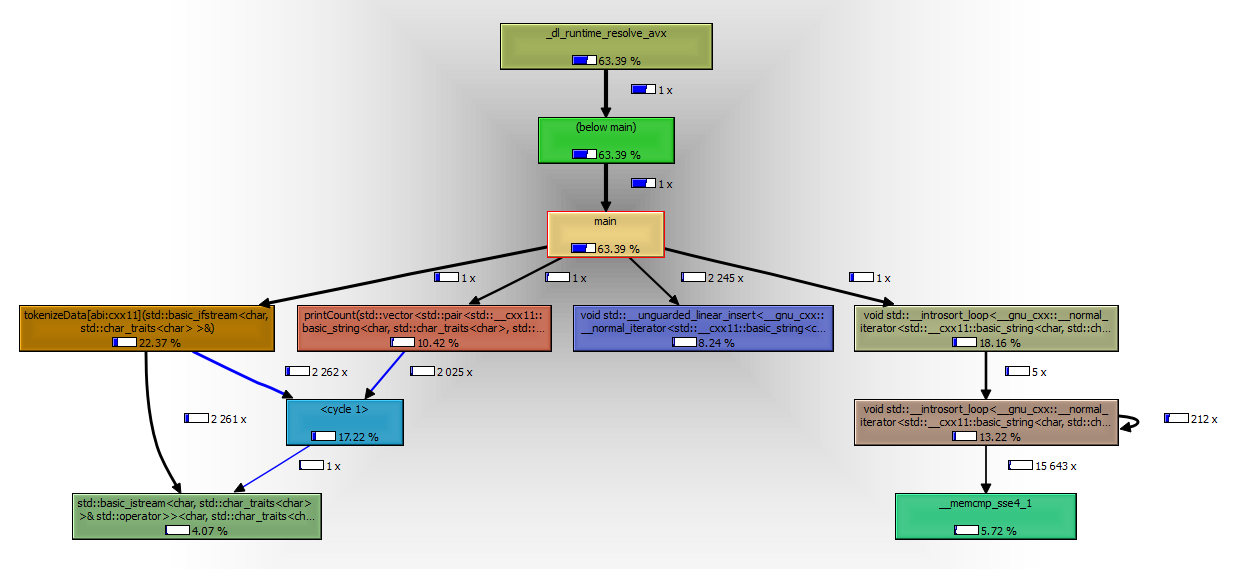 _dl_runtime_resolve_avx
63.39 %
1 x
(below main)
63.39 %
1 x
main
63.39 %
1 x
1 x
2 245 x
1 x
tokenizeData[abi:cxx11](std::basic_ifstream<char,
std::char_traits<char> >&)
22.37 %
printCount(std::vector<std::pair<std::__cxx11::
basic_string<char, std::char_traits<char>, std::...
10.42 %
void std::__unguarded_linear_insert<__gnu_cxx::
__normal_iterator<std::__cxx11::basic_string<c...
8.24 %
void std::__introsort_loop<__gnu_cxx::__normal_
iterator<std::__cxx11::basic_string<char, std::ch...
18.16 %
2 262 x
2 025 x
5 x
2 261 x
<cycle 1>
17.22 %
void std::__introsort_loop<__gnu_cxx::__normal_
iterator<std::__cxx11::basic_string<char, std::ch...
13.22 %
212 x
1 x
15 643 x
std::basic_istream<char, std::char_traits<char>
>& std::operator>><char, std::char_traits<ch...
4.07 %
__memcmp_sse4_1
5.72 %